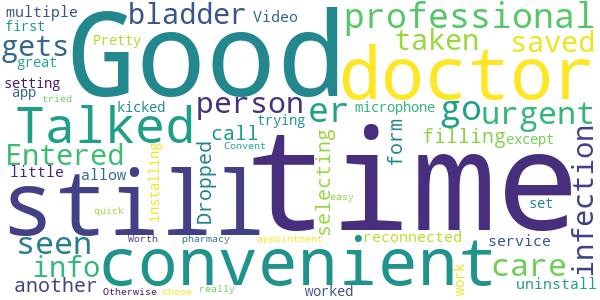 multiple
bladder
Video
professional
first
Good
gets
Pretty
taken
saved
great
doctor
setting
app
tried
kicked
person
er
microphone
go
urgent
Talked
call
trying
form
filling
except
Entered
Dropped
selecting
infection
little
allow
installing
Convent
time
still
easy
quick
set
seen
Worth
pharmacy
appointment
reconnected
service
info
convenient
care
another
work
uninstall
Otherwise
chose
really
worked